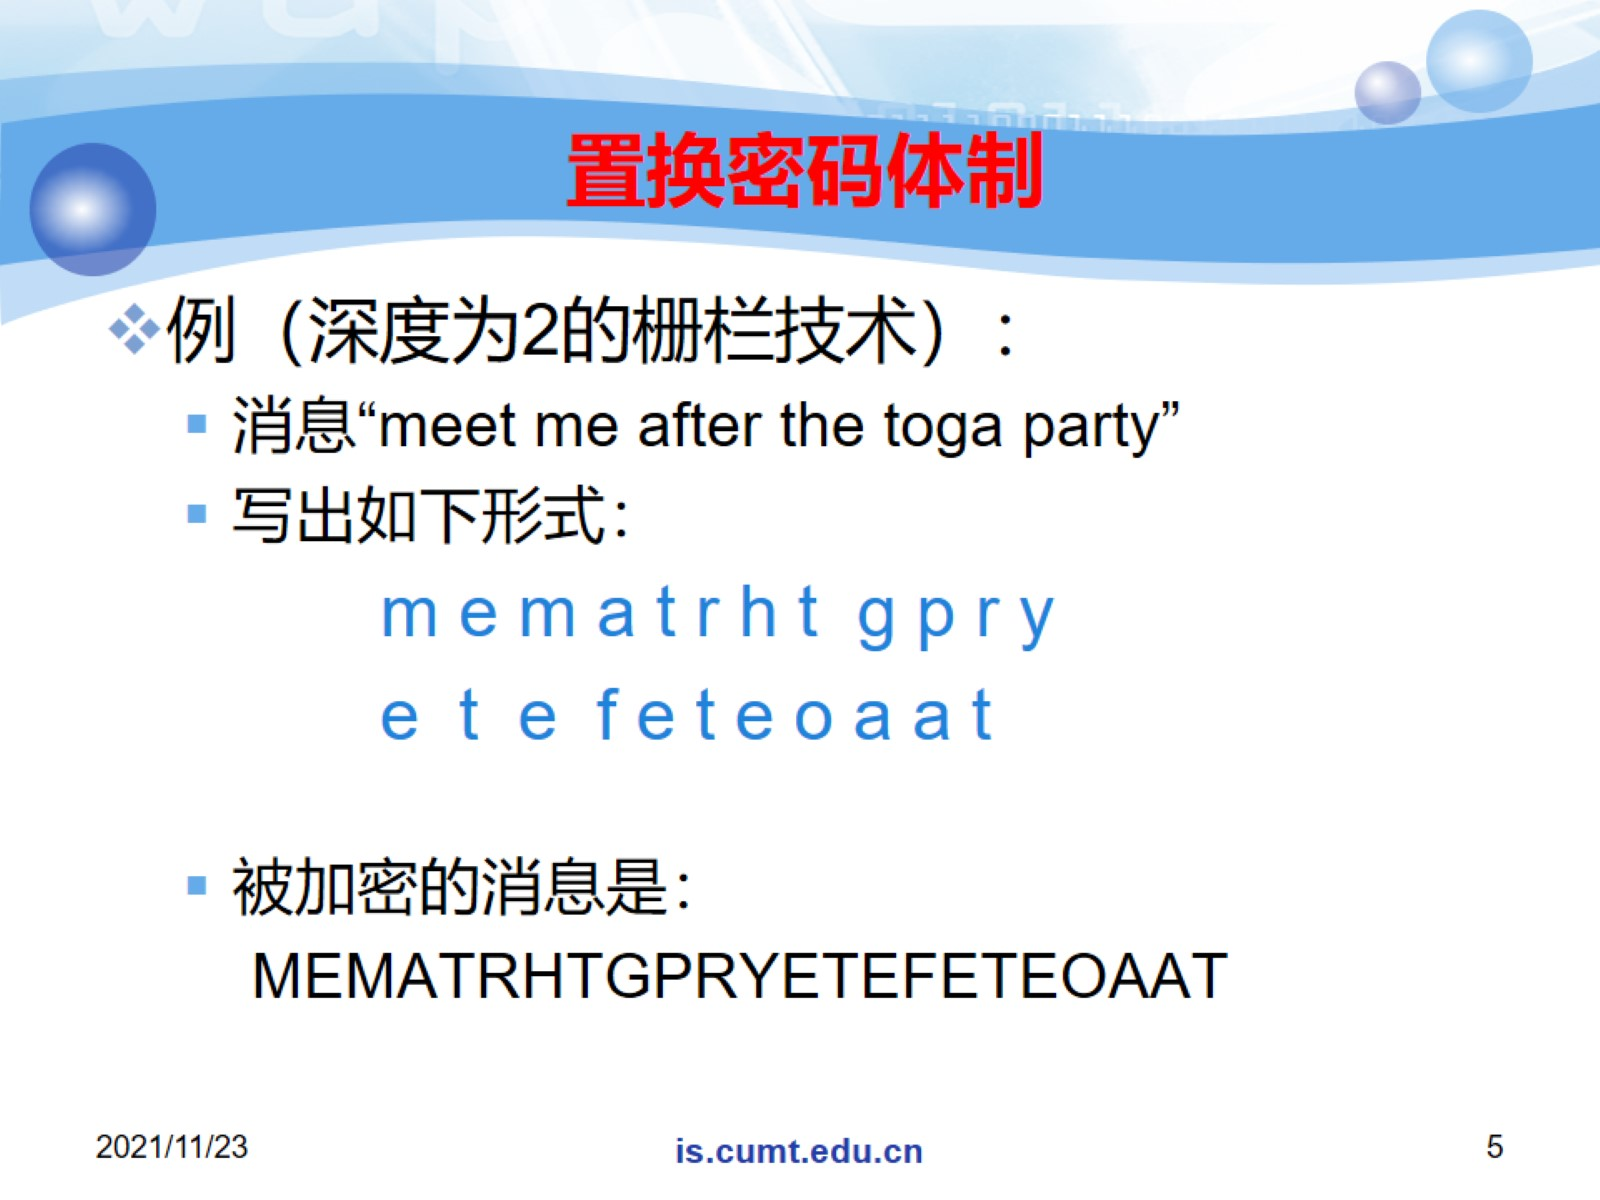 置换密码体制
例（深度为2的栅栏技术）：
消息“meet me after the toga party”
写出如下形式：
m e m a t r h t g p r y
e t e f e t e o a a t
被加密的消息是：
MEMATRHTGPRYETEFETEOAAT
2021/11/23
is.cumt.edu.cn
5